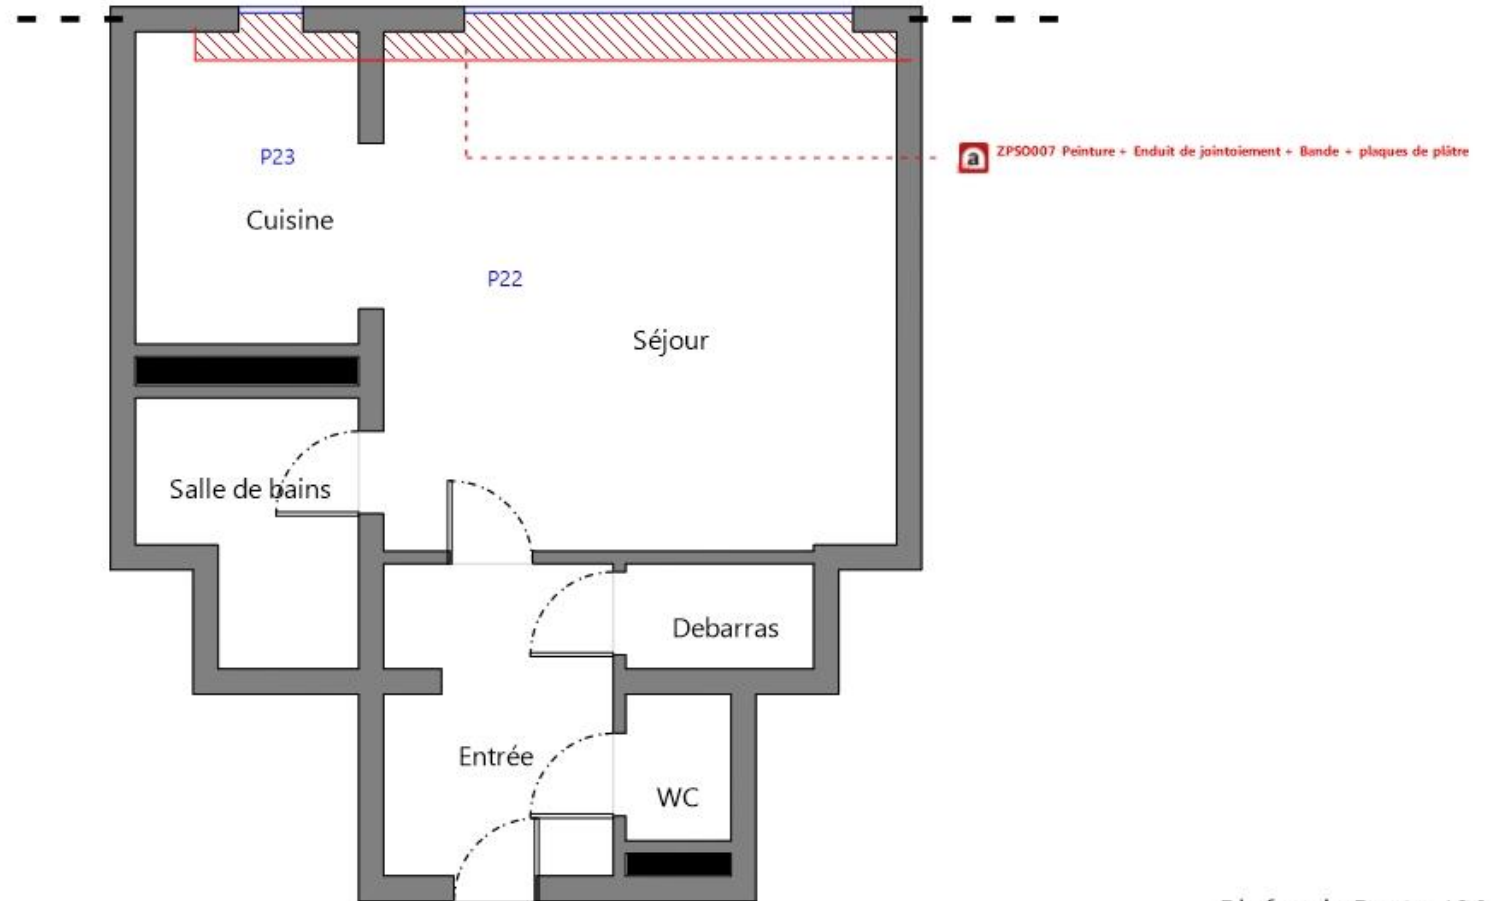 P23
a ZPSO007 Peinture + Enduit de jointoiement + Bande + plaques de plâtre
Cuisine
P22
Séjour
Salle de bains
Debarras
Entrée
WC